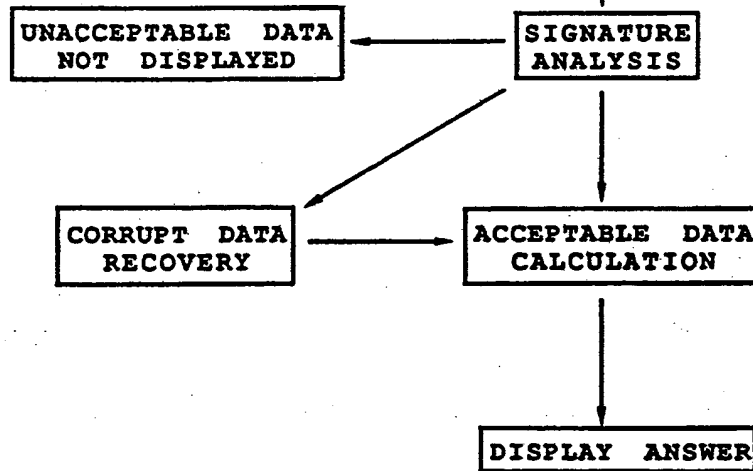 UNACCEPTABLE DATA
NOT DISPLAYED
SIGNATURE
ANALYSIS
CORRUPT DATA
RECOVERY
ACCEPTABLE DATA
CALCULATION
DISPLAY ANSWER